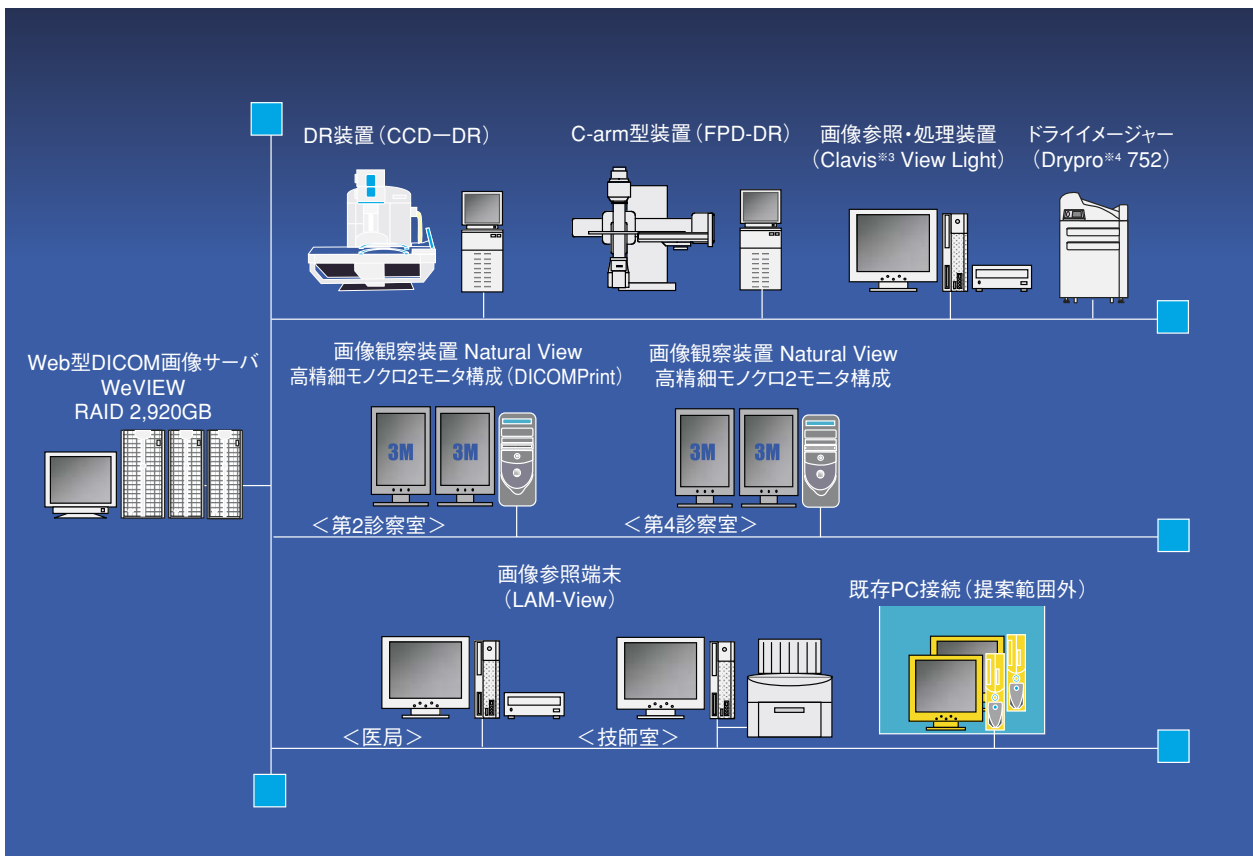 DR装置（CCDーDR）
C-arm型装置（FPD-DR）
画像参照・処理装置
（Clavis※3 View Light）
ドライイメージャー
（Drypro※4 752）
Web型DICOM画像サーバ
WeVIEW
RAID 2,920GB
画像観察装置 Natural View
高精細モノクロ2モニタ構成（DICOMPrint）
3M
3M
＜第2診察室＞
画像観察装置 Natural View
高精細モノクロ2モニタ構成
3M
3M
＜第4診察室＞
画像参照端末
（LAM-View）
＜医局＞
＜技師室＞
既存PC接続（提案範囲外）